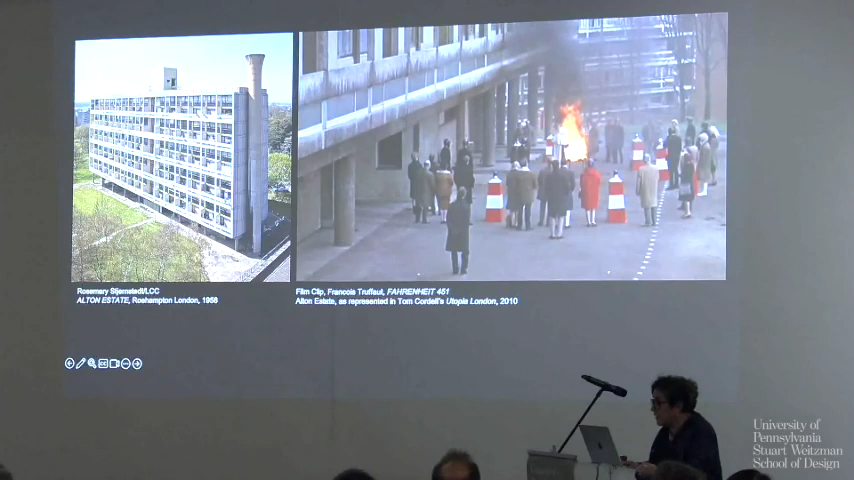 Rosemary Stjernstedt/LCC
ALTON ESTATE, Roehampton London, 1958
Film Clip, Francois Truffaut, FAHRENHEIT 451
Alton Estate, as represented in Tom Cordell's Utopia London, 2010
University of
Pennsylvania
Stuart Weitzman
School of Design